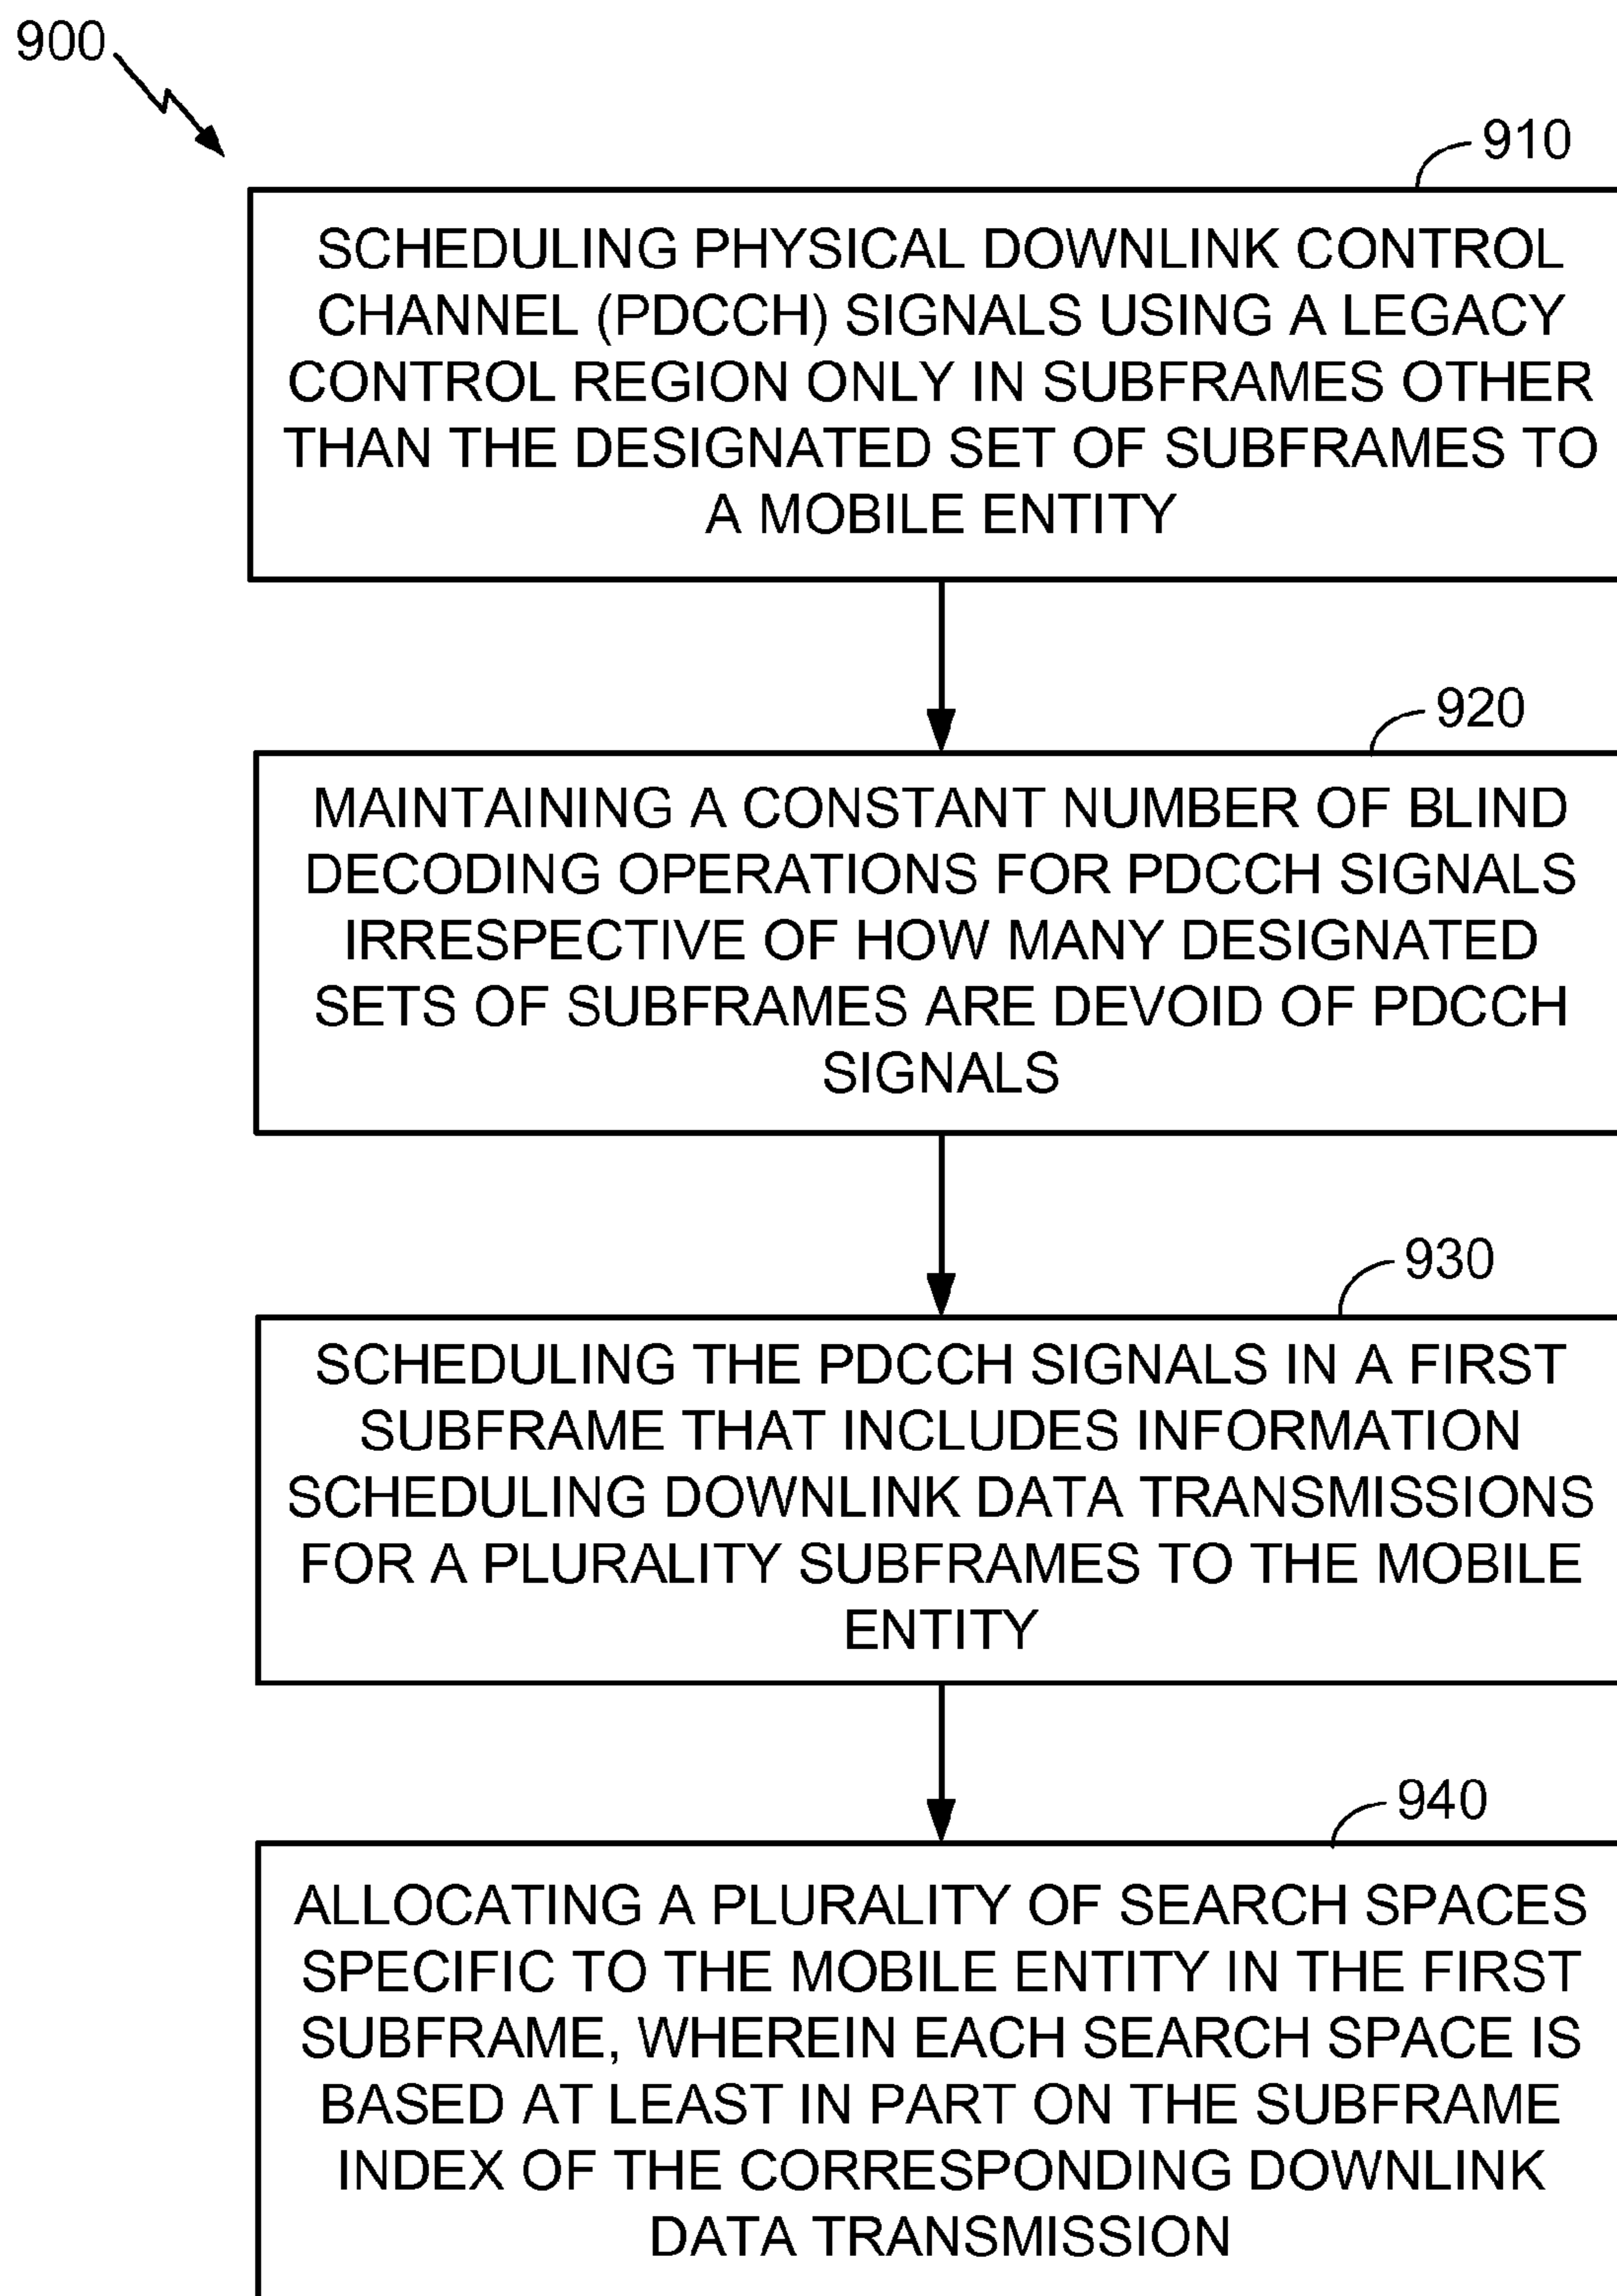 900
910
SCHEDULING PHYSICAL DOWNLINK CONTROL
CHANNEL (PDCCH) SIGNALS USING A LEGACY
CONTROL REGION ONLY IN SUBFRAMES OTHER
THAN THE DESIGNATED SET OF SUBFRAMES TO
A MOBILE ENTITY
920
MAINTAINING A CONSTANT NUMBER OF BLIND
DECODING OPERATIONS FOR PDCCH SIGNALS
IRRESPECTIVE OF HOW MANY DESIGNATED
SETS OF SUBFRAMES ARE DEVOID OF PDCCH
SIGNALS
930
SCHEDULING THE PDCCH SIGNALS IN A FIRST
SUBFRAME THAT INCLUDES INFORMATION
SCHEDULING DOWNLINK DATA TRANSMISSIONS
FOR A PLURALITY SUBFRAMES TO THE MOBILE
ENTITY
940
ALLOCATING A PLURALITY OF SEARCH SPACES
SPECIFIC TO THE MOBILE ENTITY IN THE FIRST
SUBFRAME, WHEREIN EACH SEARCH SPACE IS
BASED AT LEAST IN PART ON THE SUBFRAME
INDEX OF THE CORRESPONDING DOWNLINK
DATA TRANSMISSION